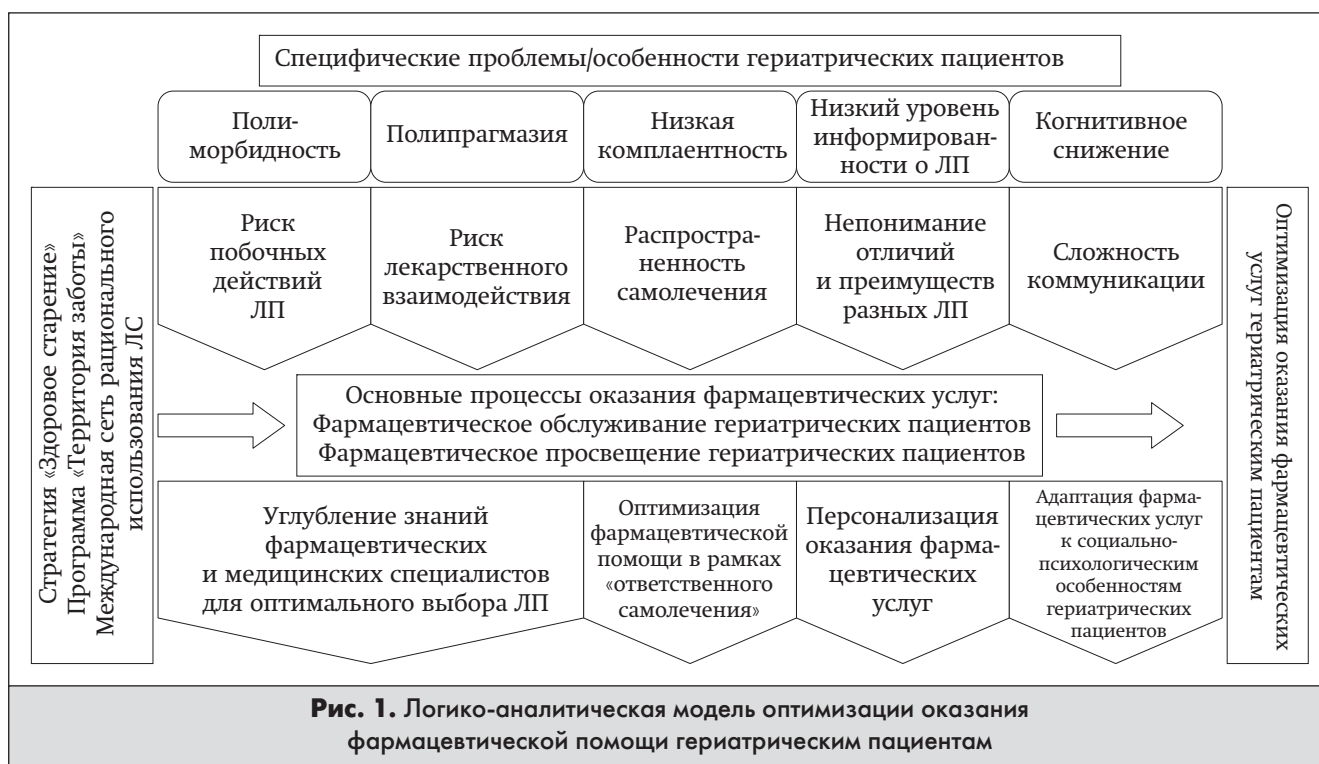 Специфические проблемы/особенности гериатрических пациентов
Поли-
морбидность
Полипрагмазия
Низкая
комплаентность
Низкий уровень
информирован-
ности о ЛП
Когнитивное
снижение
Стратегия «Здоровое старение»
Программа «Территория заботы»
Международная сеть рационального
использования ЛС
Риск
побочных
действий
ЛП
Риск
лекарственного
взаимодействия
Распростра-
ненность
самолечения
Непонимание
отличий
и преимуществ
разных ЛП
Сложность
коммуникации
Основные процессы оказания фармацевтических услуг:
Фармацевтическое обслуживание гериатрических пациентов
Фармацевтическое просвещение гериатрических пациентов
Углубление знаний
фармацевтических
и медицинских специалистов
для оптимального выбора ЛП
Оптимизация
фармацевтической
помощи в рамках
«ответственного
самолечения»
Персонализация
оказания фарма-
цевтических
услуг
Адаптация фарма-
цевтических услуг
к социально-
психологическим
особенностям
гериатрических
пациентов
Оптимизация оказания фармацевтических
услуг гериатрическим пациентам
Рис. 1. Логико-аналитическая модель оптимизации оказания
фармацевтической помощи гериатрическим пациентам